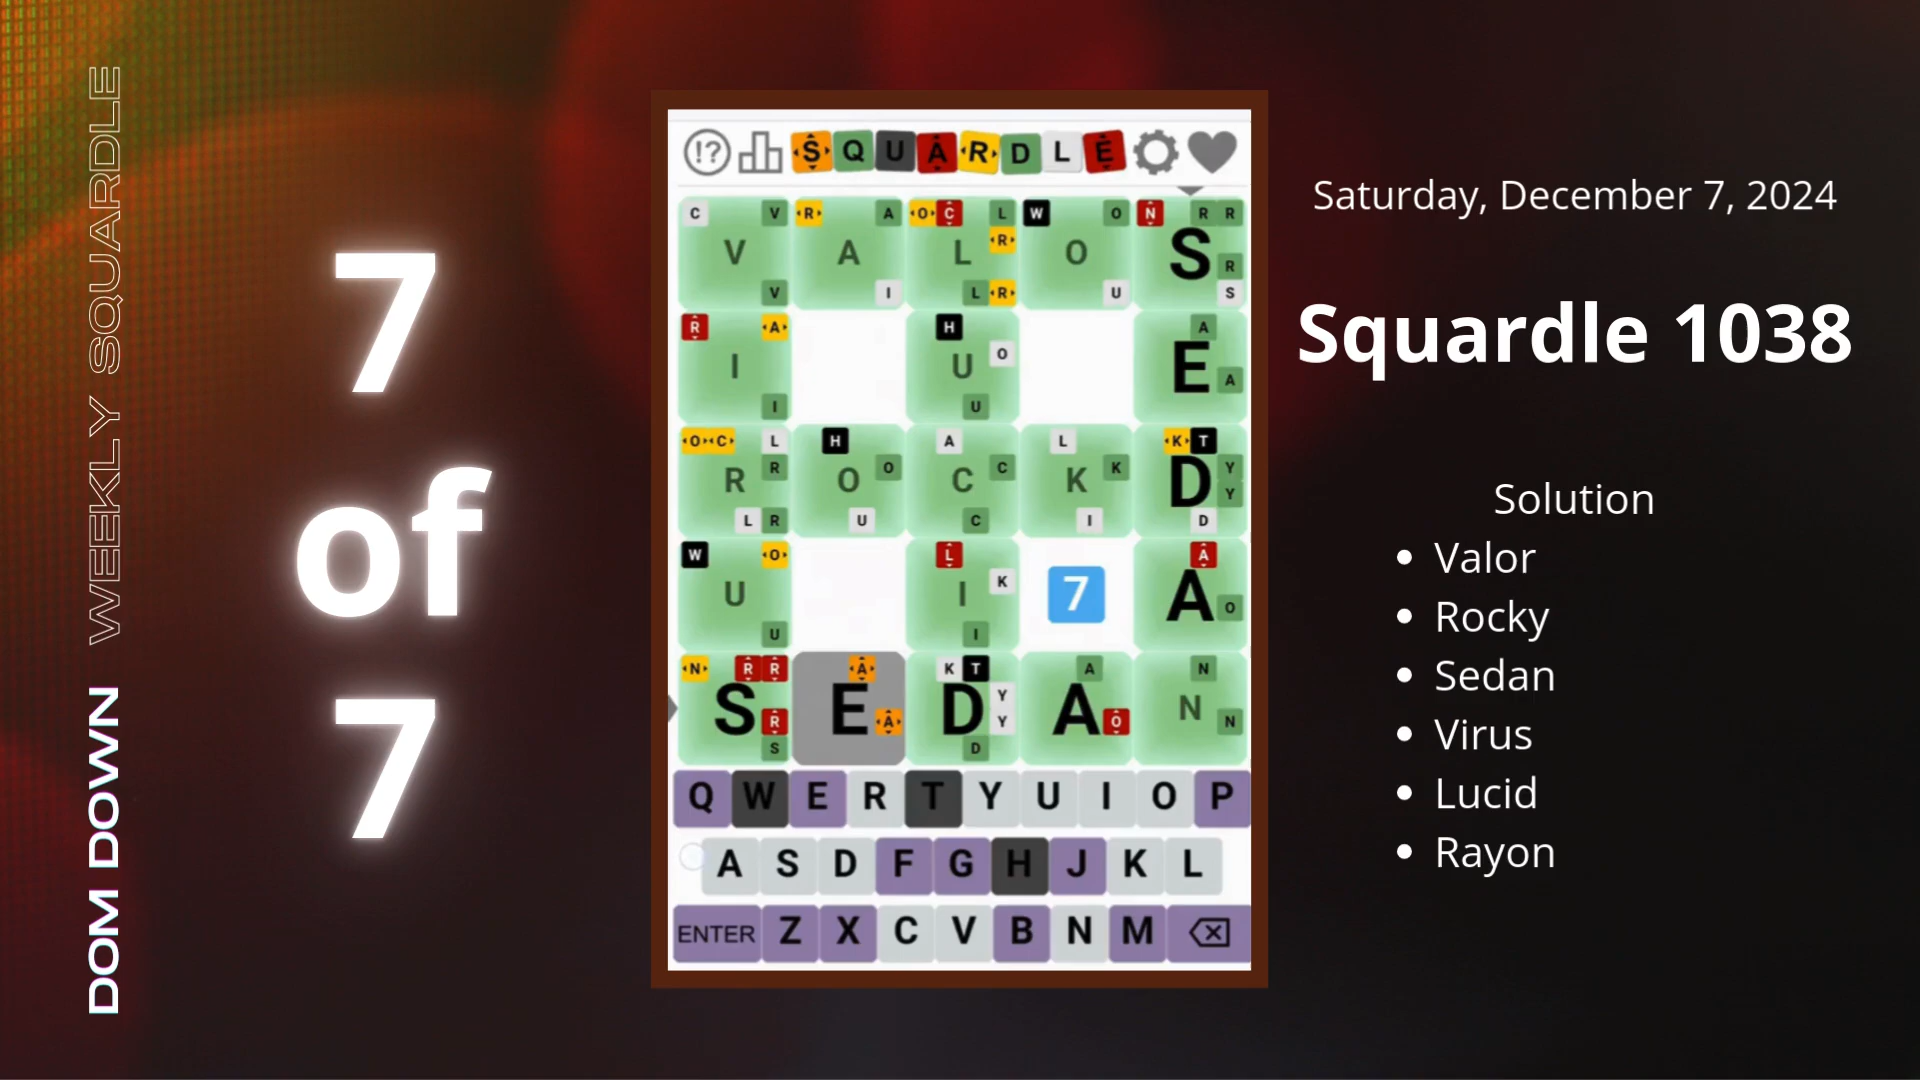 DOM DOWN WEEKLY SQUARDLE
7
of
7
!? SQUARDLE
C V R A O C L W O N R R
V A L O S
R R
V I L R U S
R A H A
I U O E A
I U
O C L H A L K T
R O C K D
R O C K Y Y
L R U C I D
W O L A
U I K 7 A O
U I
N R R A K T A N
S E D A N
R A Y Y O N
S D
Q W E R T Y U I O P
A S D F G H J K L
ENTER Z X C V B N M
Saturday, December 7, 2024
Squardle 1038
Solution
• Valor
• Rocky
• Sedan
• Virus
• Lucid
• Rayon